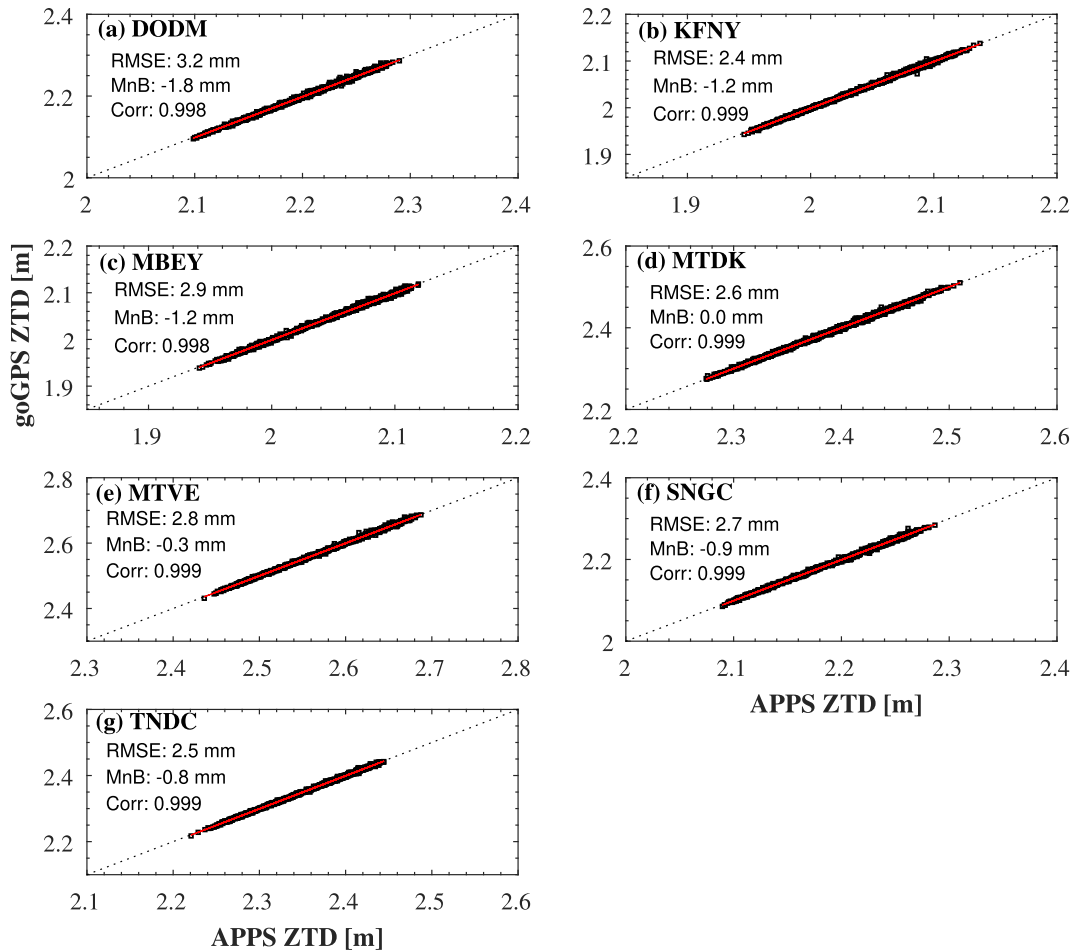 goGPS ZTD [m]
(a) DODM
RMSE: 3.2 mm
MnB: -1.8 mm
Corr: 0.998
2.4
2.2
2
2 2.1 2.2 2.3 2.4
(b) KFNY
RMSE: 2.4 mm
MnB: -1.2 mm
Corr: 0.999
2.2
2.1
2
1.9
1.9 2 2.1 2.2
(c) MBEY
RMSE: 2.9 mm
MnB: -1.2 mm
Corr: 0.998
2.2
2.1
2
1.9
1.9 2 2.1 2.2
(d) MTDK
RMSE: 2.6 mm
MnB: 0.0 mm
Corr: 0.999
2.6
2.4
2.2
2.2 2.3 2.4 2.5 2.6
(e) MTVE
RMSE: 2.8 mm
MnB: -0.3 mm
Corr: 0.999
2.8
2.6
2.4
2.3 2.4 2.5 2.6 2.7 2.8
(f) SNGC
RMSE: 2.7 mm
MnB: -0.9 mm
Corr: 0.999
2.4
2.2
2
2 2.1 2.2 2.3 2.4
APPS ZTD [m]
(g) TNDC
RMSE: 2.5 mm
MnB: -0.8 mm
Corr: 0.999
2.6
2.4
2.2
2.1 2.2 2.3 2.4 2.5 2.6
APPS ZTD [m]